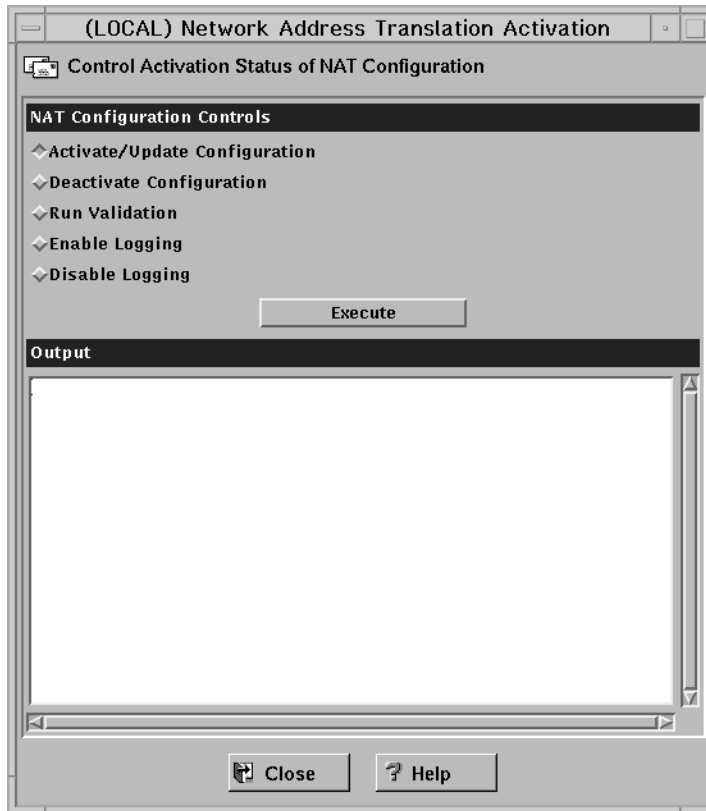 (LOCAL) Network Address Translation Activation
Control Activation Status of NAT Configuration
NAT Configuration Controls
Activate/Update Configuration
Deactivate Configuration
Run Validation
Enable Logging
Disable Logging
Execute
Output
Close
? Help